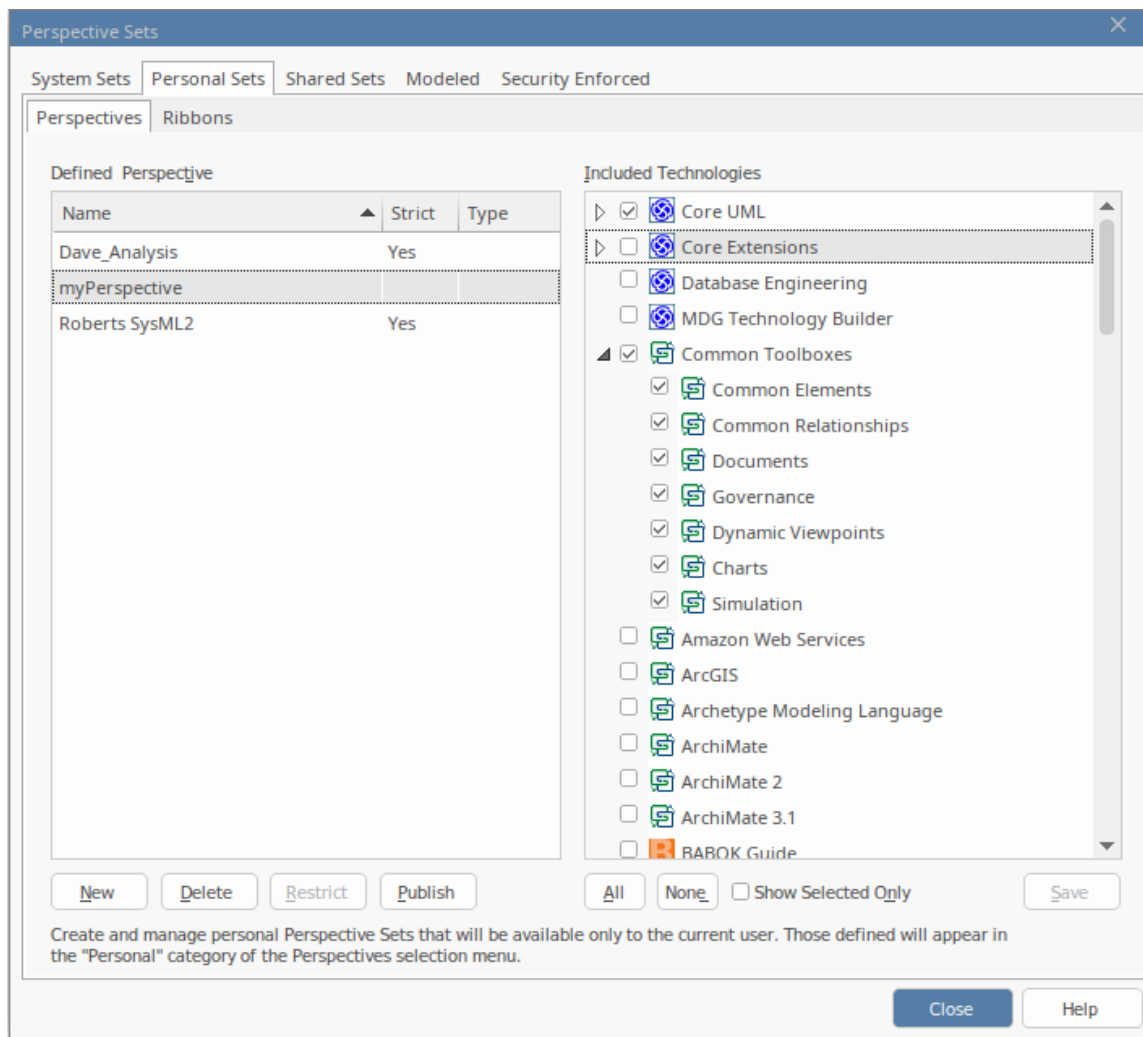 Perspective Sets
System Sets Personal Sets Shared Sets Modeled Security Enforced
Perspectives Ribbons
Defined Perspective
Name Strict Type
Dave_Analysis Yes
myPerspective
Roberts SysML2 Yes
New Delete Restrict Publish
Included Technologies
Core UML
Core Extensions
Database Engineering
MDG Technology Builder
Common Toolboxes
Common Elements
Common Relationships
Documents
Governance
Dynamic Viewpoints
Charts
Simulation
Amazon Web Services
ArcGIS
Archetype Modeling Language
ArchiMate
ArchiMate 2
ArchiMate 3.1
BABOK Guide
All None Show Selected Only Save
Create and manage personal Perspective Sets that will be available only to the current user. Those defined will appear in
the "Personal" category of the Perspectives selection menu.
Close Help